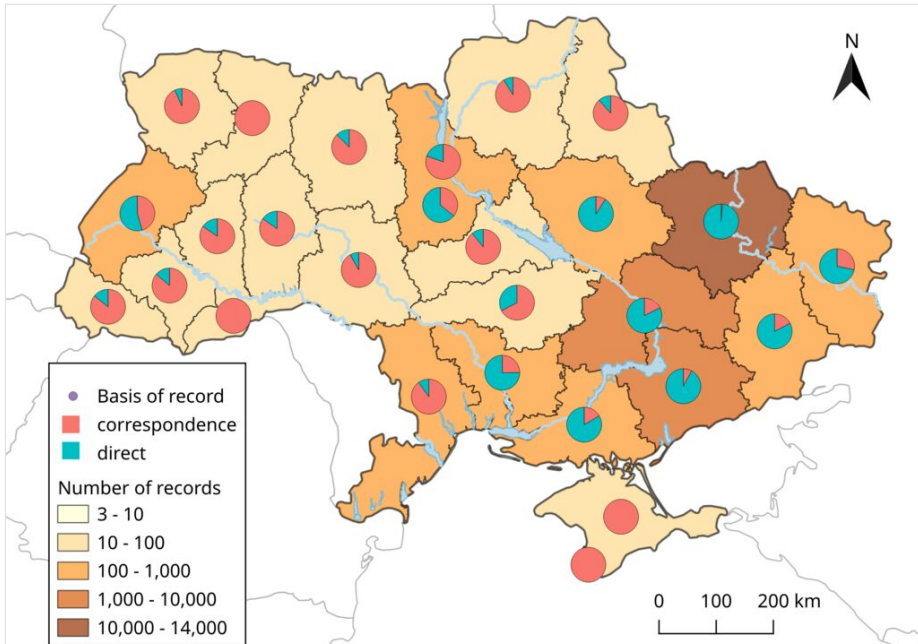 N
Basis of record
correspondence
direct
Number of records
3 - 10
10 - 100
100 - 1,000
1,000 - 10,000
10,000 - 14,000
0 100 200 km